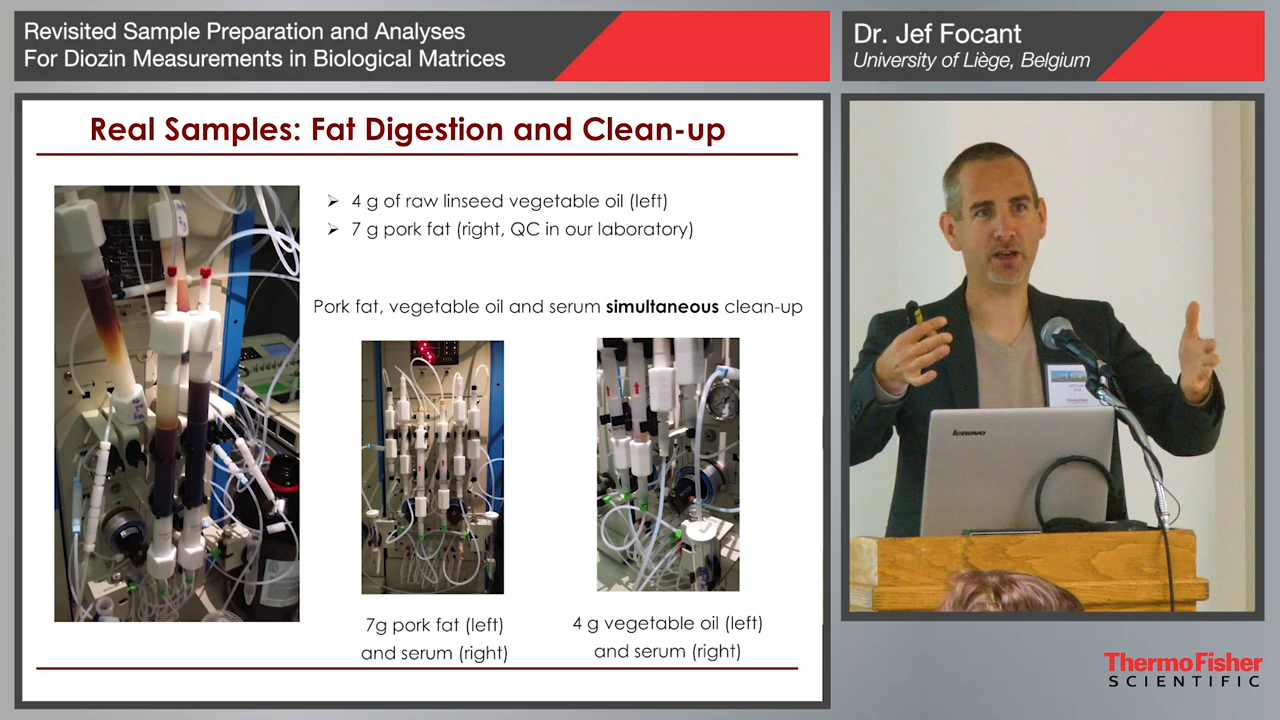 Revisited Sample Preparation and Analyses
For Diozin Measurements in Biological Matrices
Dr. Jef Focant
University of Liège, Belgium
Real Samples: Fat Digestion and Clean-up
➢ 4 g of raw linseed vegetable oil (left)
➢ 7 g pork fat (right, QC in our laboratory)
Pork fat, vegetable oil and serum simultaneous clean-up
7g pork fat (left)
and serum (right)
4 g vegetable oil (left)
and serum (right)
lenovo
ThermoFisher
SCIENTIFIC